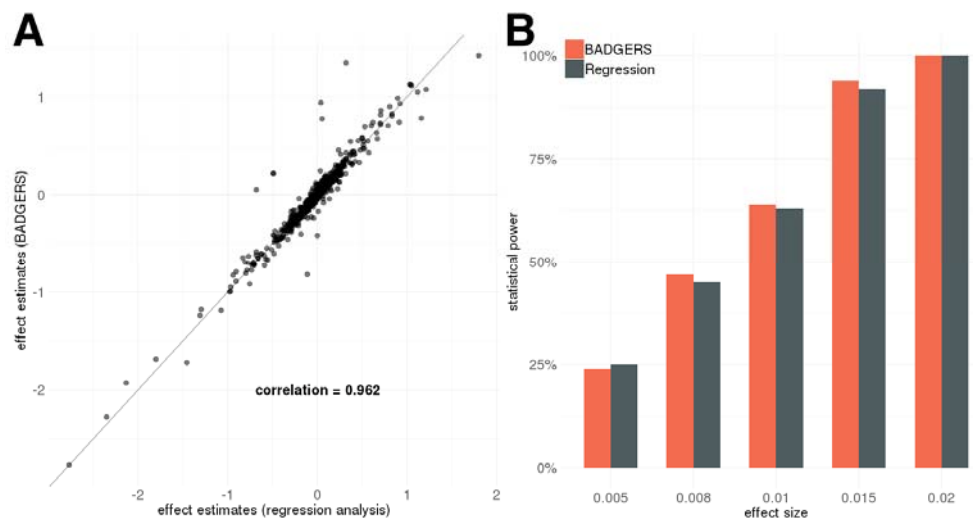 A
1
0
-1
-2
effect estimates (BADGERS)
correlation = 0.962
-2
-1
0
1
2
effect estimates (regression analysis)
B
BADGERS
Regression
100%
75%
50%
25%
0%
statistical power
0.005
0.008
0.01
0.015
0.02
effect size